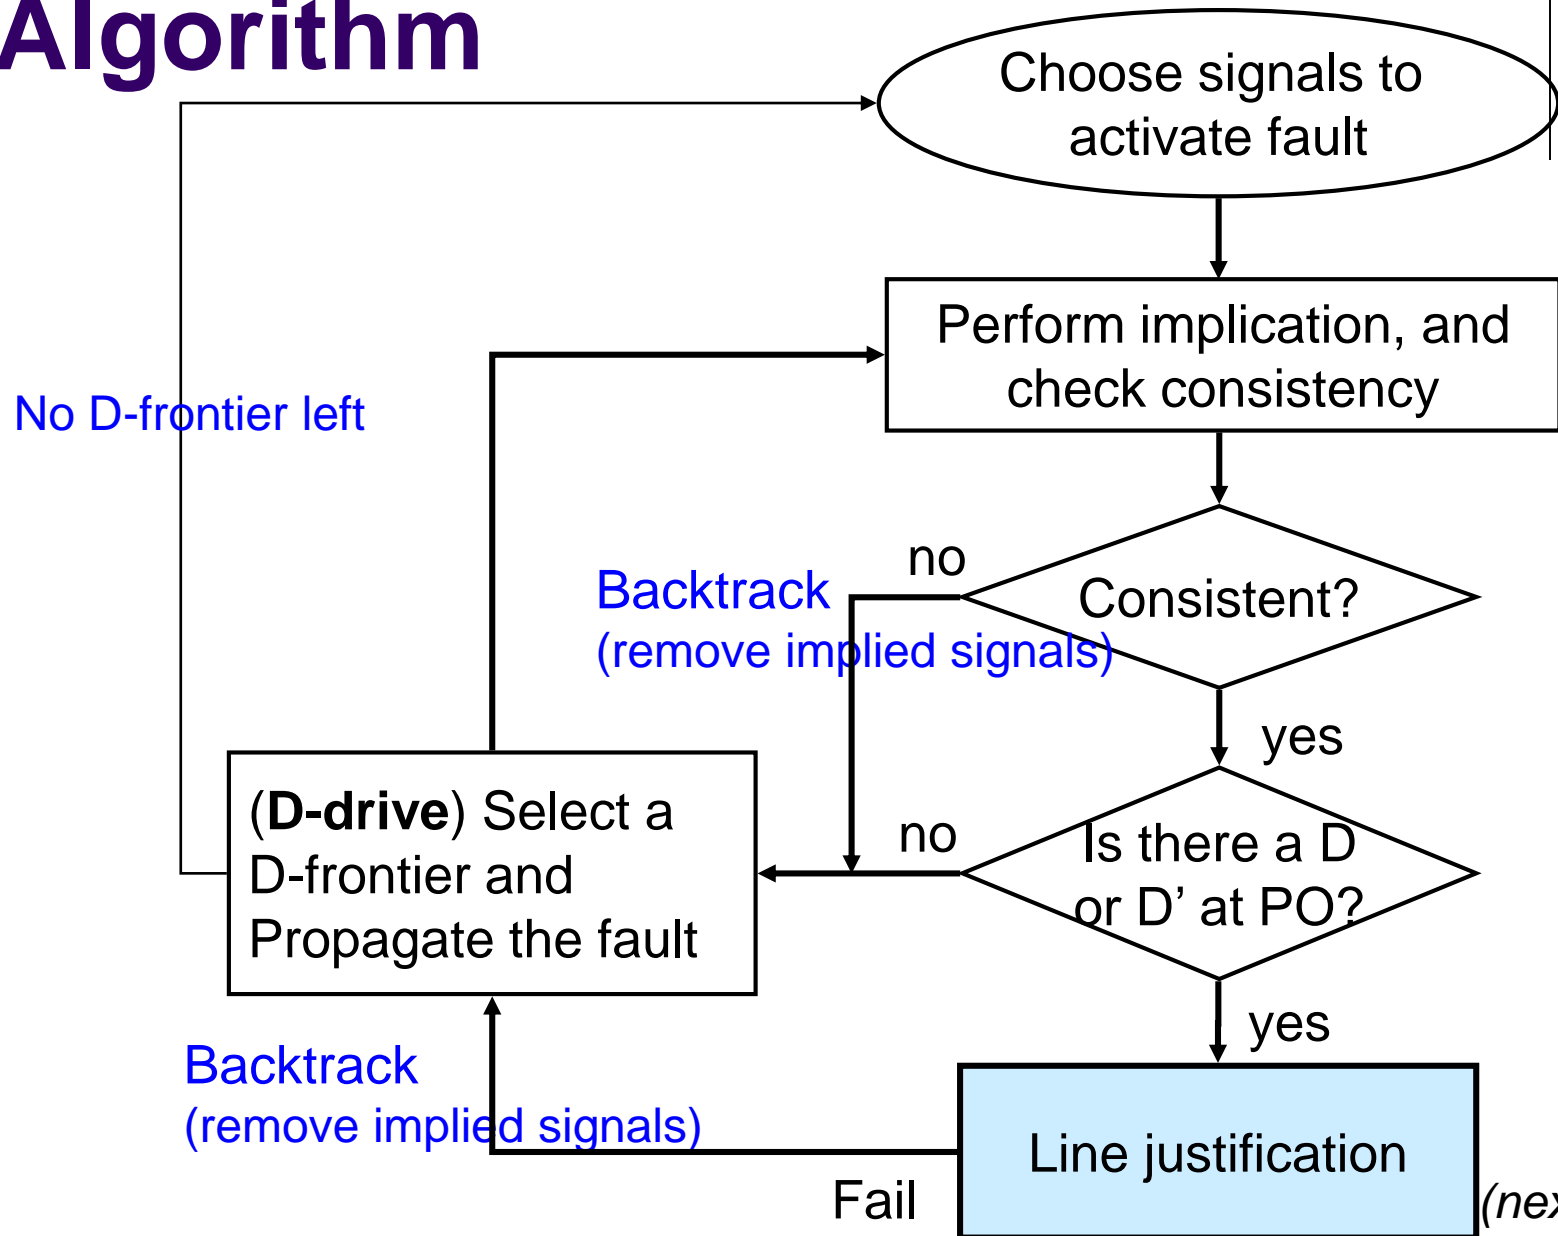 Algorithm
Choose signals to
activate fault
Perform implication, and
check consistency
No D-frontier left
no
Backtrack
(remove implied signals)
Consistent?
yes
(D-drive) Select a
D-frontier and
Propagate the fault
no
Is there a D
or D’ at PO?
yes
Backtrack
(remove implied signals)
Line justification
Fail